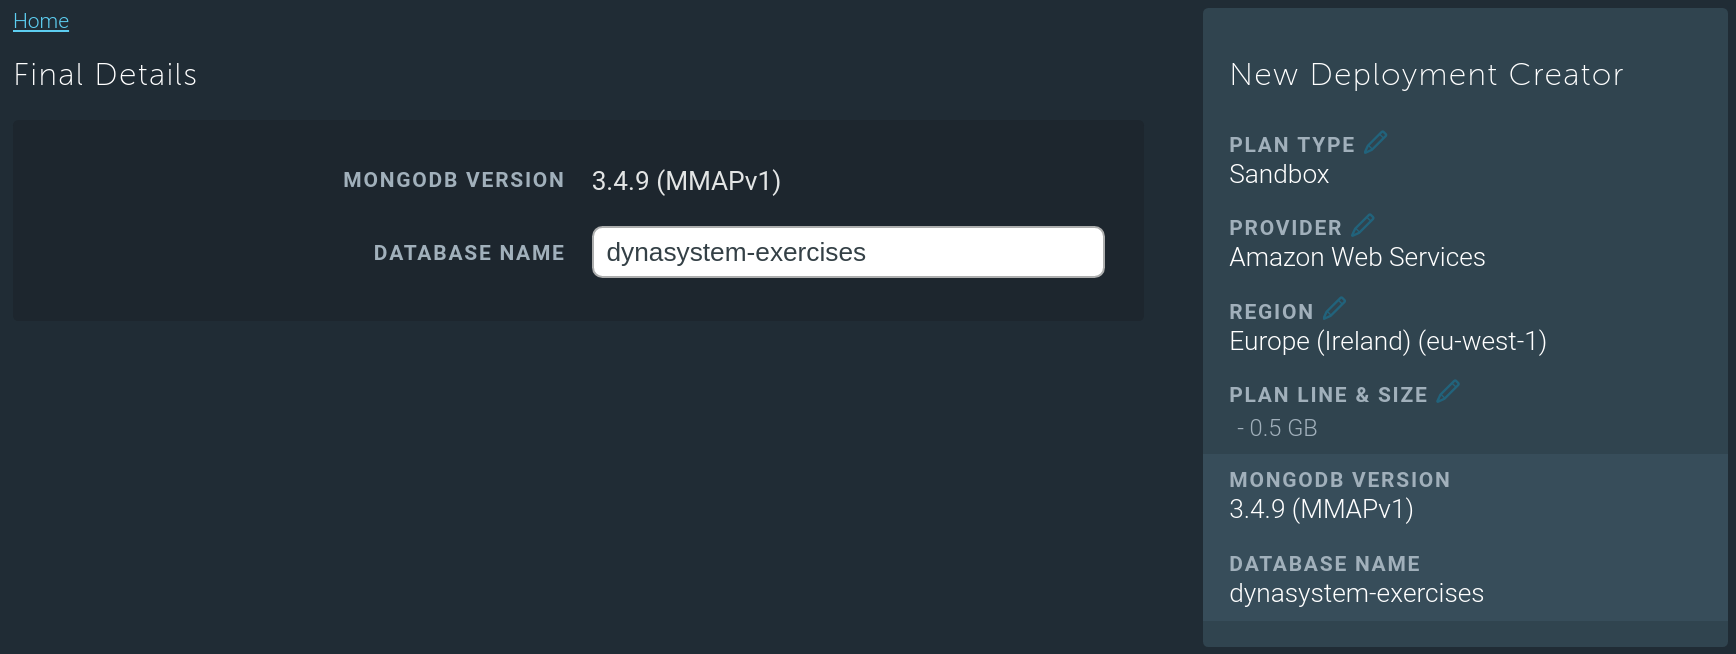 Home
Final Details
MONGODB VERSION 3.4.9 (MMAPv1)
DATABASE NAME dynasystem-exercises
New Deployment Creator
PLAN TYPE
Sandbox
PROVIDER
Amazon Web Services
REGION
Europe (Ireland) (eu-west-1)
PLAN LINE & SIZE
- 0.5 GB
MONGODB VERSION
3.4.9 (MMAPv1)
DATABASE NAME
dynasystem-exercises